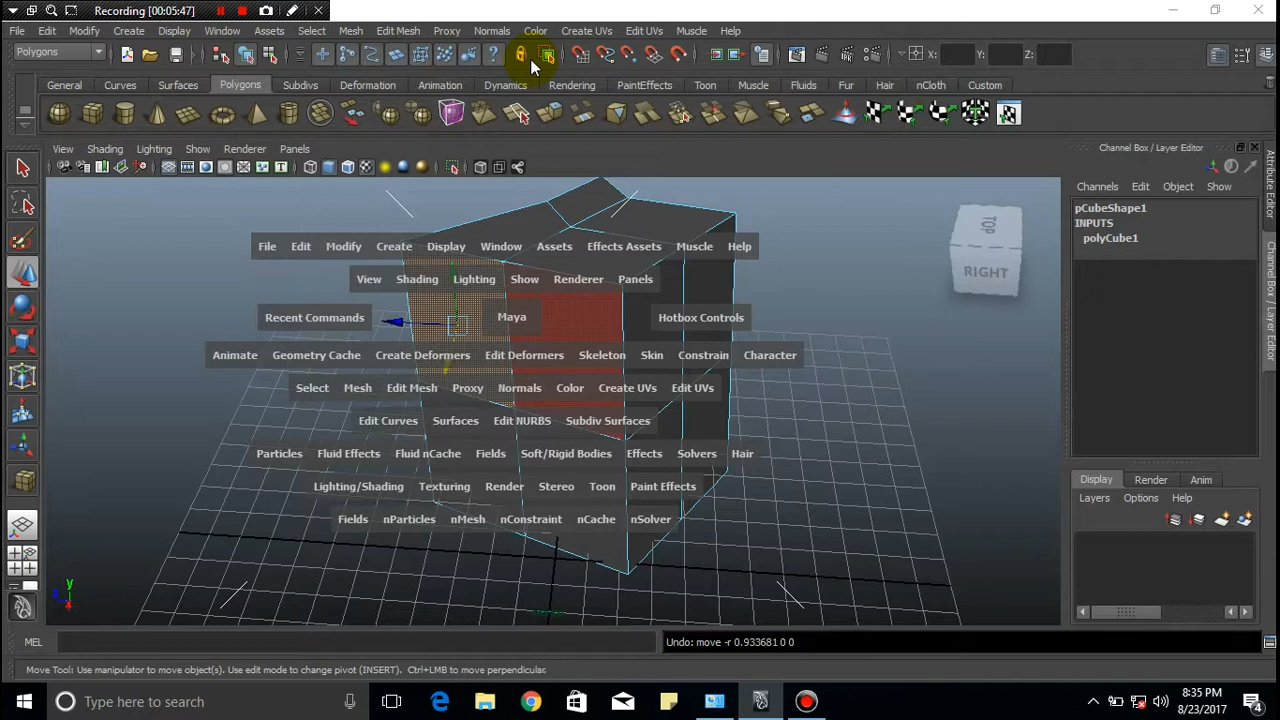 Recording [00:05:47]
File Edit Modify Create Display Window Assets Select Mesh Edit Mesh Proxy Normals Color Create UVs Edit UVs Muscle Help
Polygons X: Y: Z:
General Curves Surfaces Polygons Subdivs Deformation Animation Dynamics Rendering PaintEffects Toon Muscle Fluids Fur Hair nCloth Custom
View Shading Lighting Show Renderer Panels
Channel Box / Layer Editor
Channels Edit Object Show
pCubeShape1
INPUTS
polyCube1
Attribute Editor
Channel Box / Layer Editor
TOP
RIGHT
File Edit Modify Create Display Window Assets Effects Assets Muscle Help
View Shading Lighting Show Renderer Panels
Recent Commands Maya Hotbox Controls
Animate Geometry Cache Create Deformers Edit Deformers Skeleton Skin Constrain Character
Select Mesh Edit Mesh Proxy Normals Color Create UVs Edit UVs
Edit Curves Surfaces Edit NURBS Subdiv Surfaces
Particles Fluid Effects Fluid nCache Fields Soft/Rigid Bodies Effects Solvers Hair
Lighting/Shading Texturing Render Stereo Toon Paint Effects
Fields nParticles nMesh nConstraint nCache nSolver
Display Render Anim
Layers Options Help
y
z x
MEL Undo: move -r 0.933681 0 0
Move Tool: Use manipulator to move object(s). Use edit mode to change pivot (INSERT). Ctrl+LMB to move perpendicular.
Type here to search
8:35 PM
8/23/2017
4